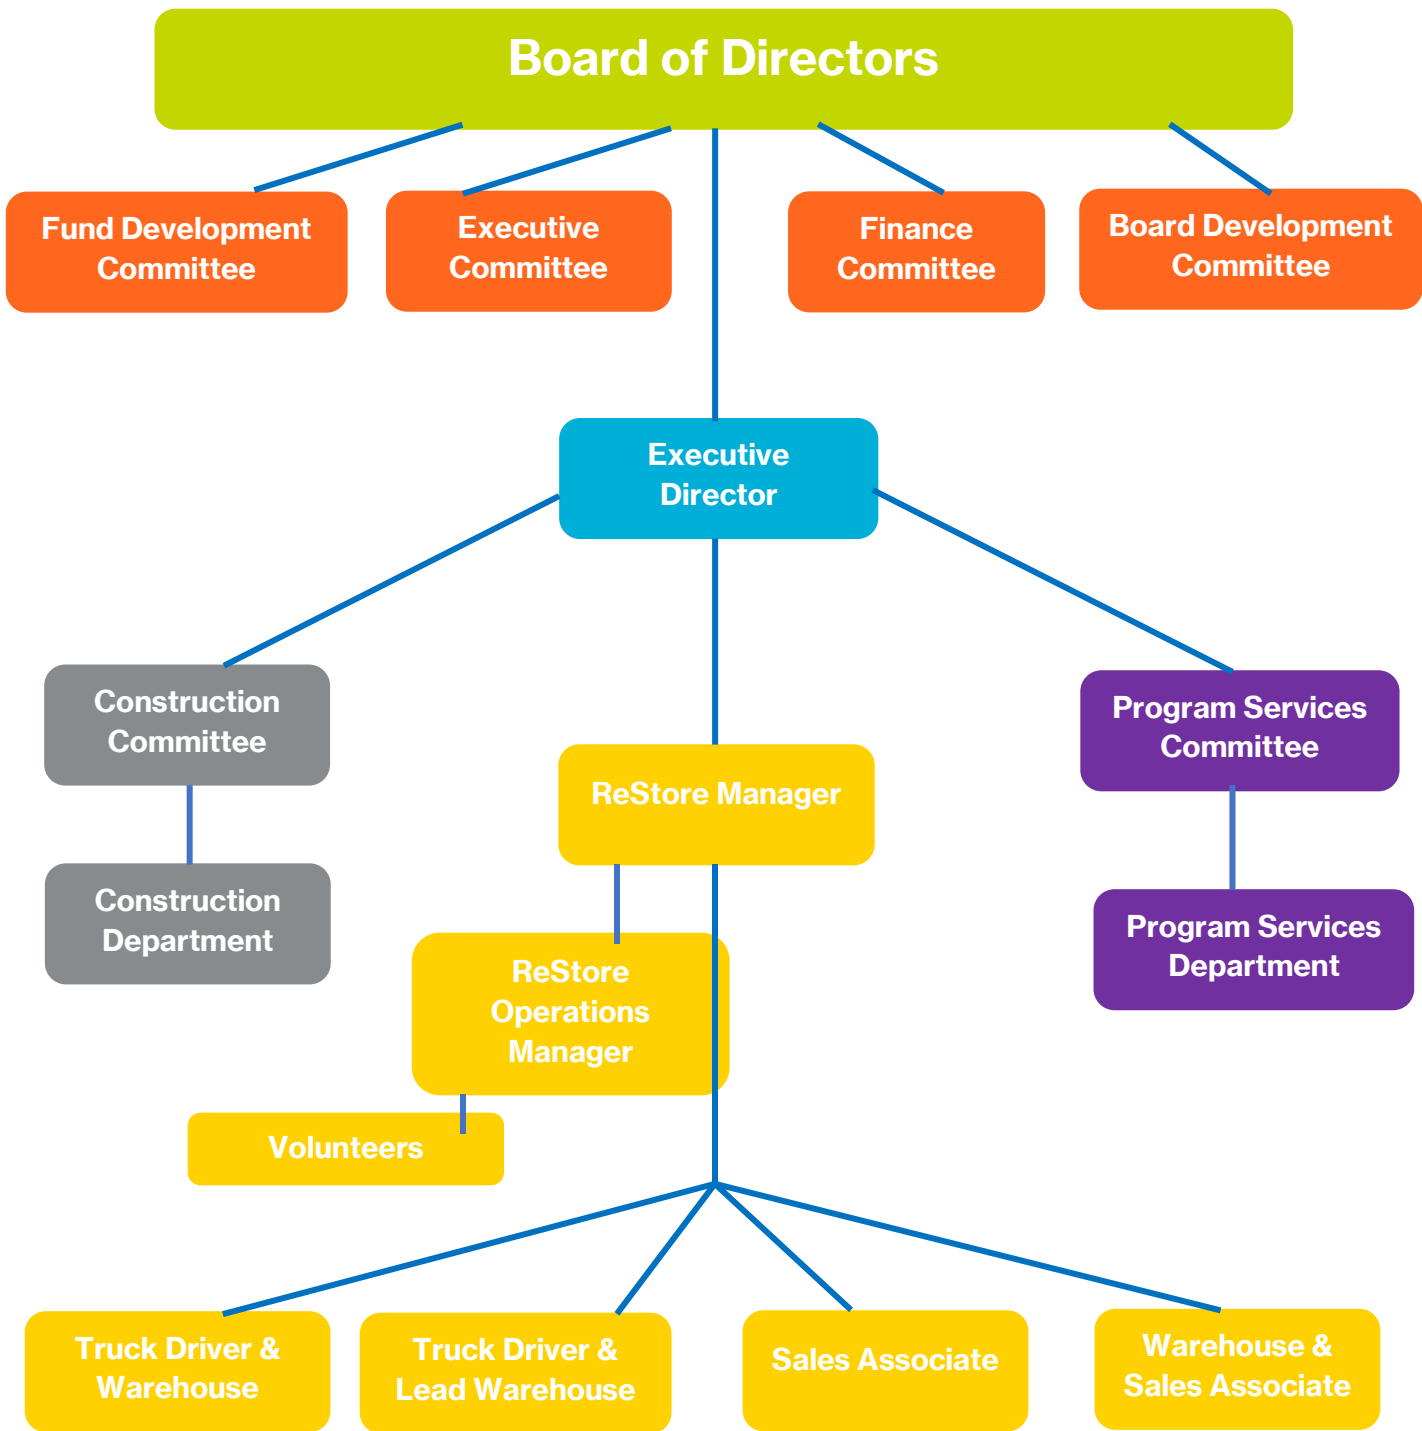 Board of Directors
Fund Development
Committee
Executive
Committee
Finance
Committee
Board Development
Committee
Executive
Director
Construction
Committee
Program Services
Committee
ReStore Manager
Construction
Department
Program Services
Department
ReStore
Operations
Manager
Volunteers
Truck Driver &
Warehouse
Truck Driver &
Lead Warehouse
Sales Associate
Warehouse &
Sales Associate